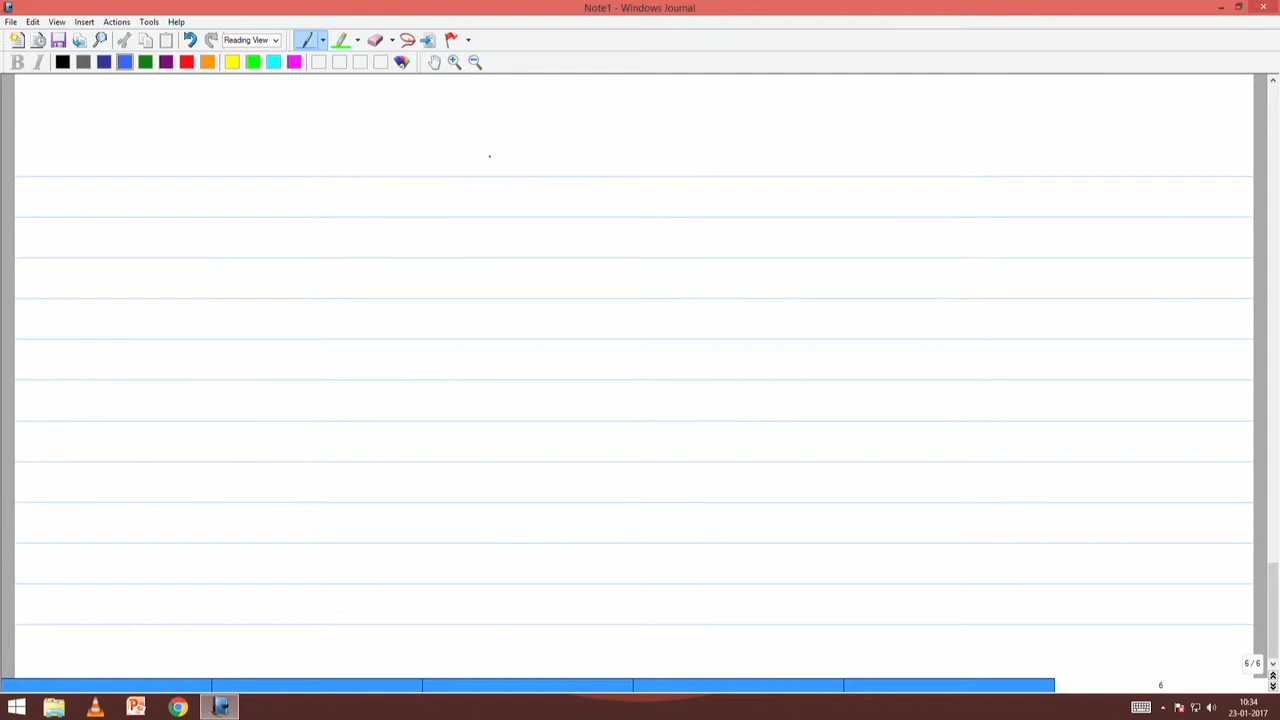 Note1 - Windows Journal
File Edit View Insert Actions Tools Help
Reading View
B I
6 / 6
6
10:34
23-01-2017